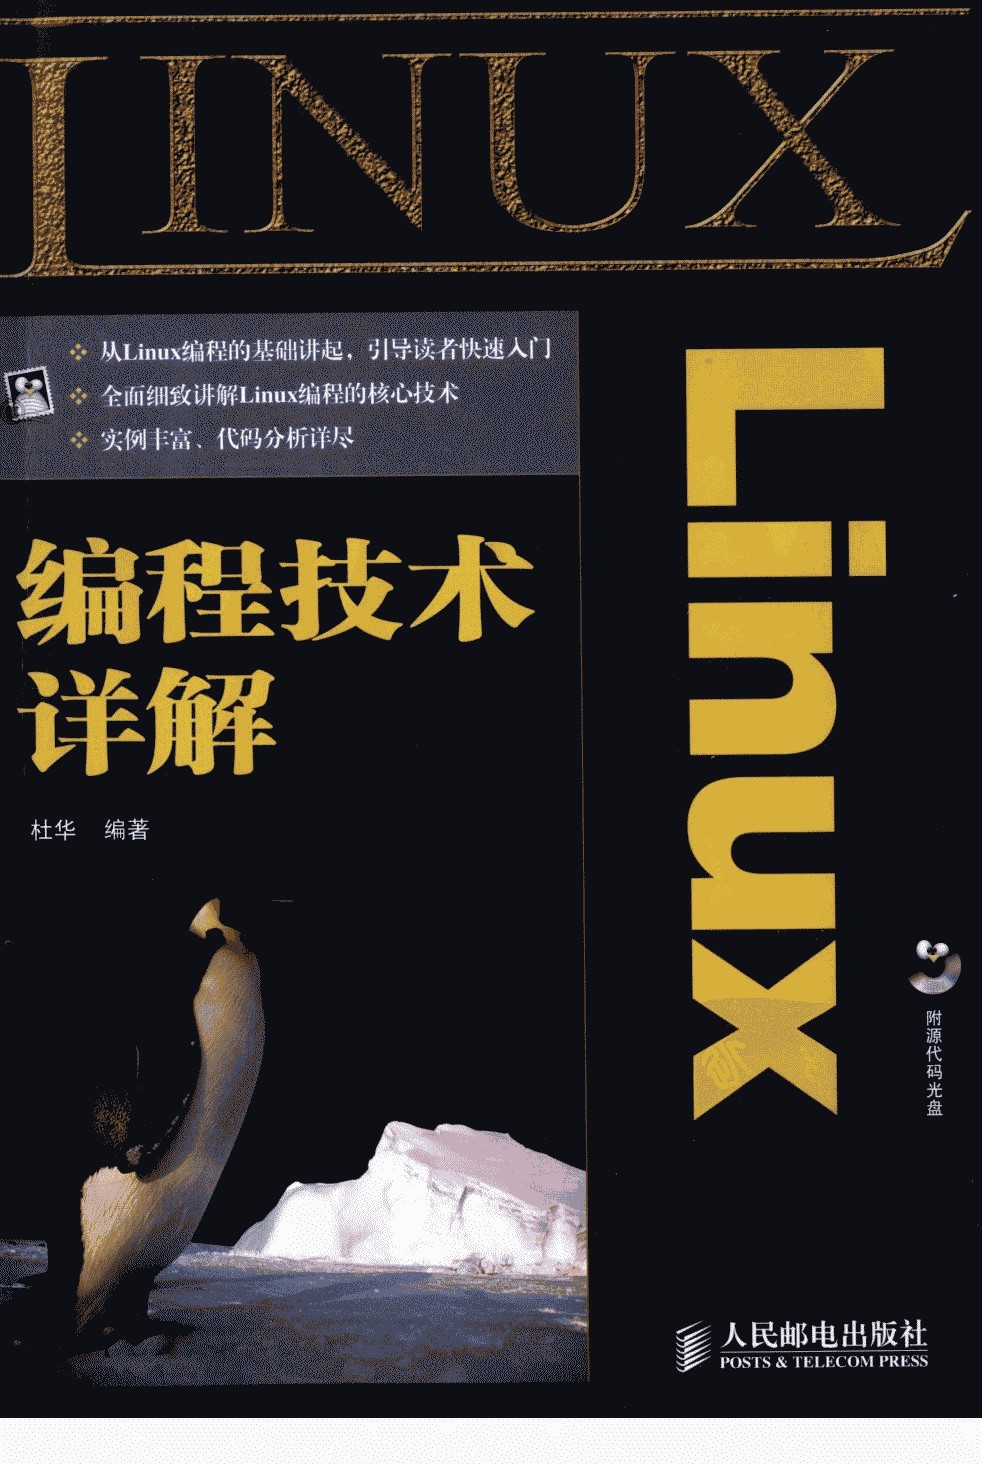 LINUX
从Linux编程的基础讲起，引导读者快速入门
全面细致讲解Linux编程的核心技术
实例丰富、代码分析详尽
编程技术
详解
杜华 编著
Linux
附源代码光盘
人民邮电出版社
POSTS & TELECOM PRESS